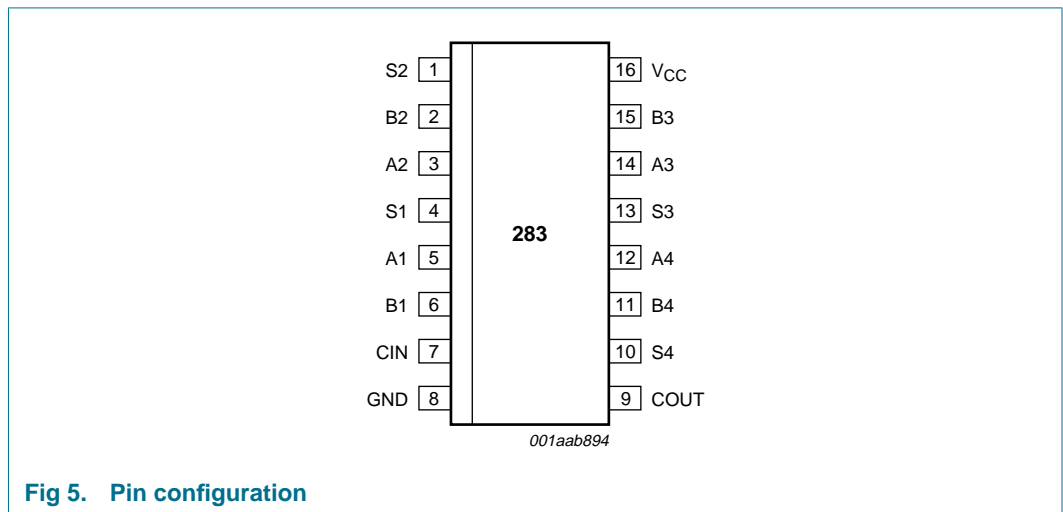 S2 1 16 VCC
B2 2 15 B3
A2 3 14 A3
S1 4 13 S3
283
A1 5 12 A4
B1 6 11 B4
CIN 7 10 S4
GND 8 9 COUT
001aab894
Fig 5. Pin configuration